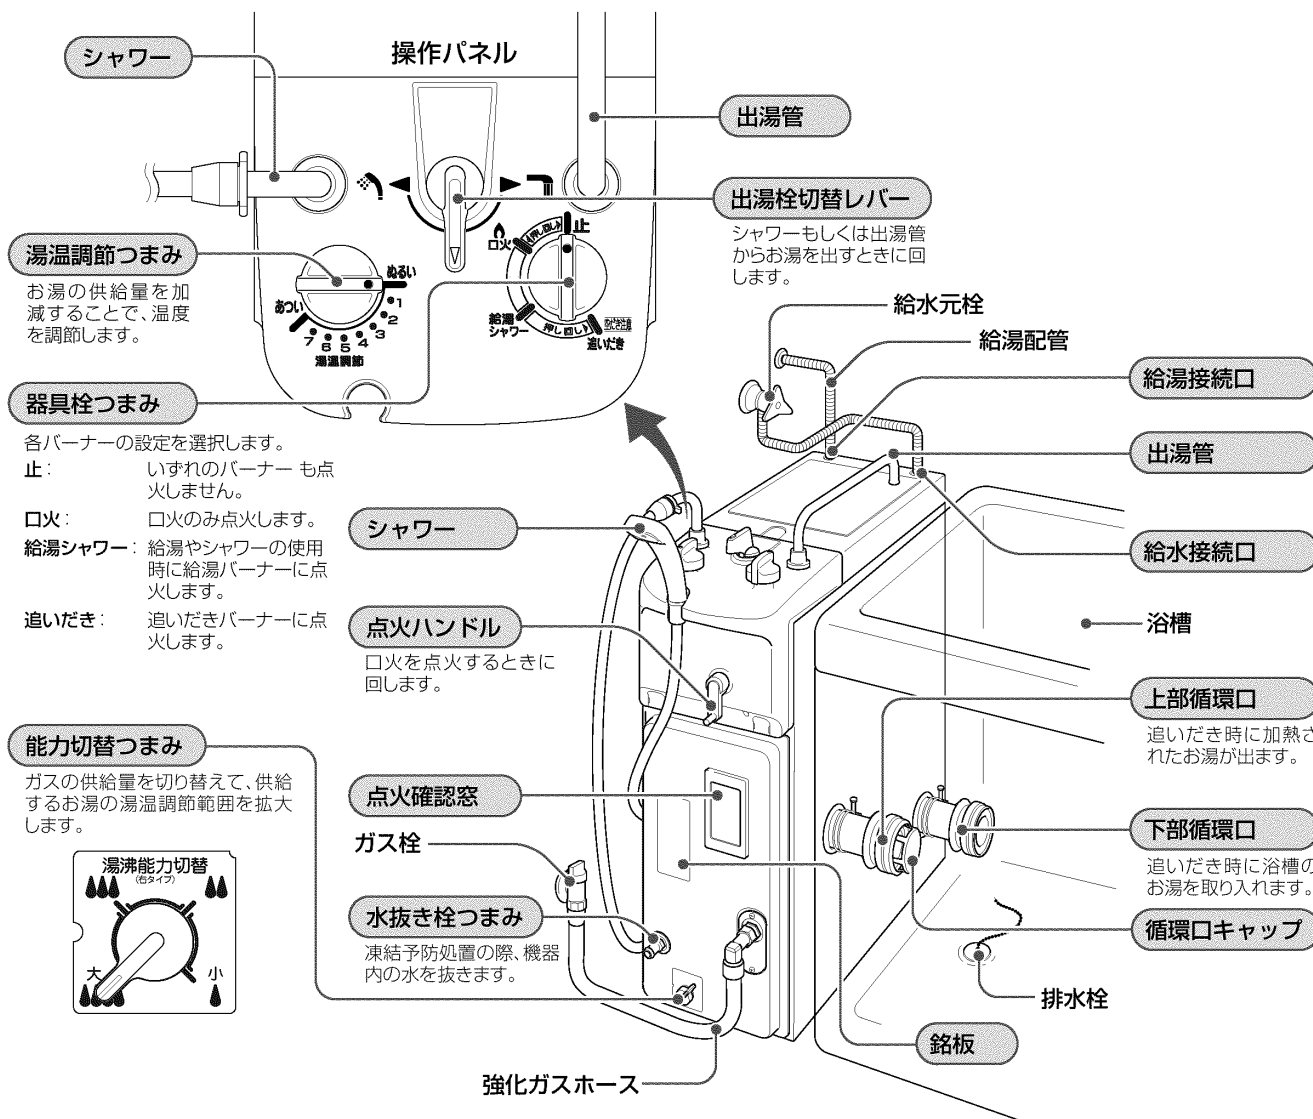 操作パネル
シャワー
出湯管
出湯栓切替レバー
シャワーもしくは出湯管
からお湯を出すときに回
します。
湯温調節つまみ
お湯の供給量を加
減することで、温度
を調節します。
ぬるい
1
2
3
4
5
6
7
あつい
湯温調節
止
押し回し
口火
給湯
シャワー
押し回し
追いだき
器具栓つまみ
各バーナーの設定を選択します。
止: いずれのバーナー も点
火しません。
口火: 口火のみ点火します。
給湯シャワー: 給湯やシャワーの使用
時に給湯バーナーに点
火します。
追いだき: 追いだきバーナーに点
火します。
給水元栓
給湯配管
給湯接続口
出湯管
給水接続口
浴槽
シャワー
点火ハンドル
口火を点火するときに
回します。
上部循環口
追いだき時に加熱さ
れたお湯が出ます。
下部循環口
追いだき時に浴槽の
お湯を取り入れます。
循環口キャップ
排水栓
能力切替つまみ
ガスの供給量を切り替えて、供給
するお湯の湯温調節範囲を拡大
します。
湯沸能力切替
(右タイプ)
大
小
点火確認窓
ガス栓
水抜き栓つまみ
凍結予防処置の際、機器
内の水を抜きます。
銘板
強化ガスホース